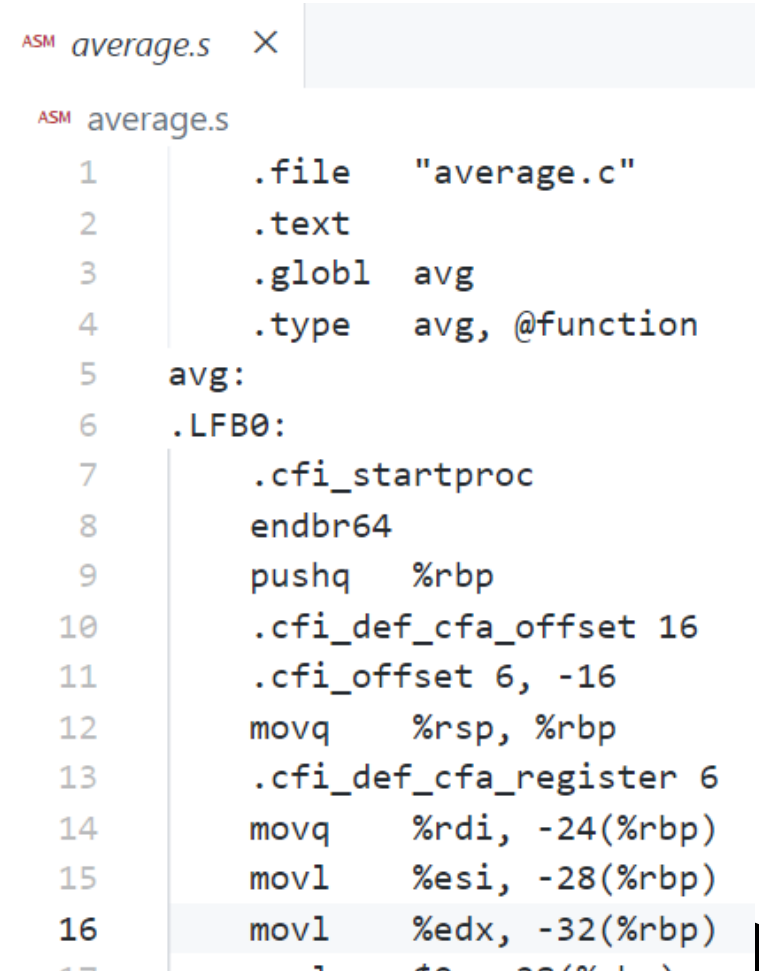 ASM average.s ×
ASM average.s
1 .file "average.c"
2 .text
3 .globl avg
4 .type avg, @function
5 avg:
6 .LFB0:
7 .cfi_startproc
8 endbr64
9 pushq %rbp
10 .cfi_def_cfa_offset 16
11 .cfi_offset 6, -16
12 movq %rsp, %rbp
13 .cfi_def_cfa_register 6
14 movq %rdi, -24(%rbp)
15 movl %esi, -28(%rbp)
16 movl %edx, -32(%rbp)